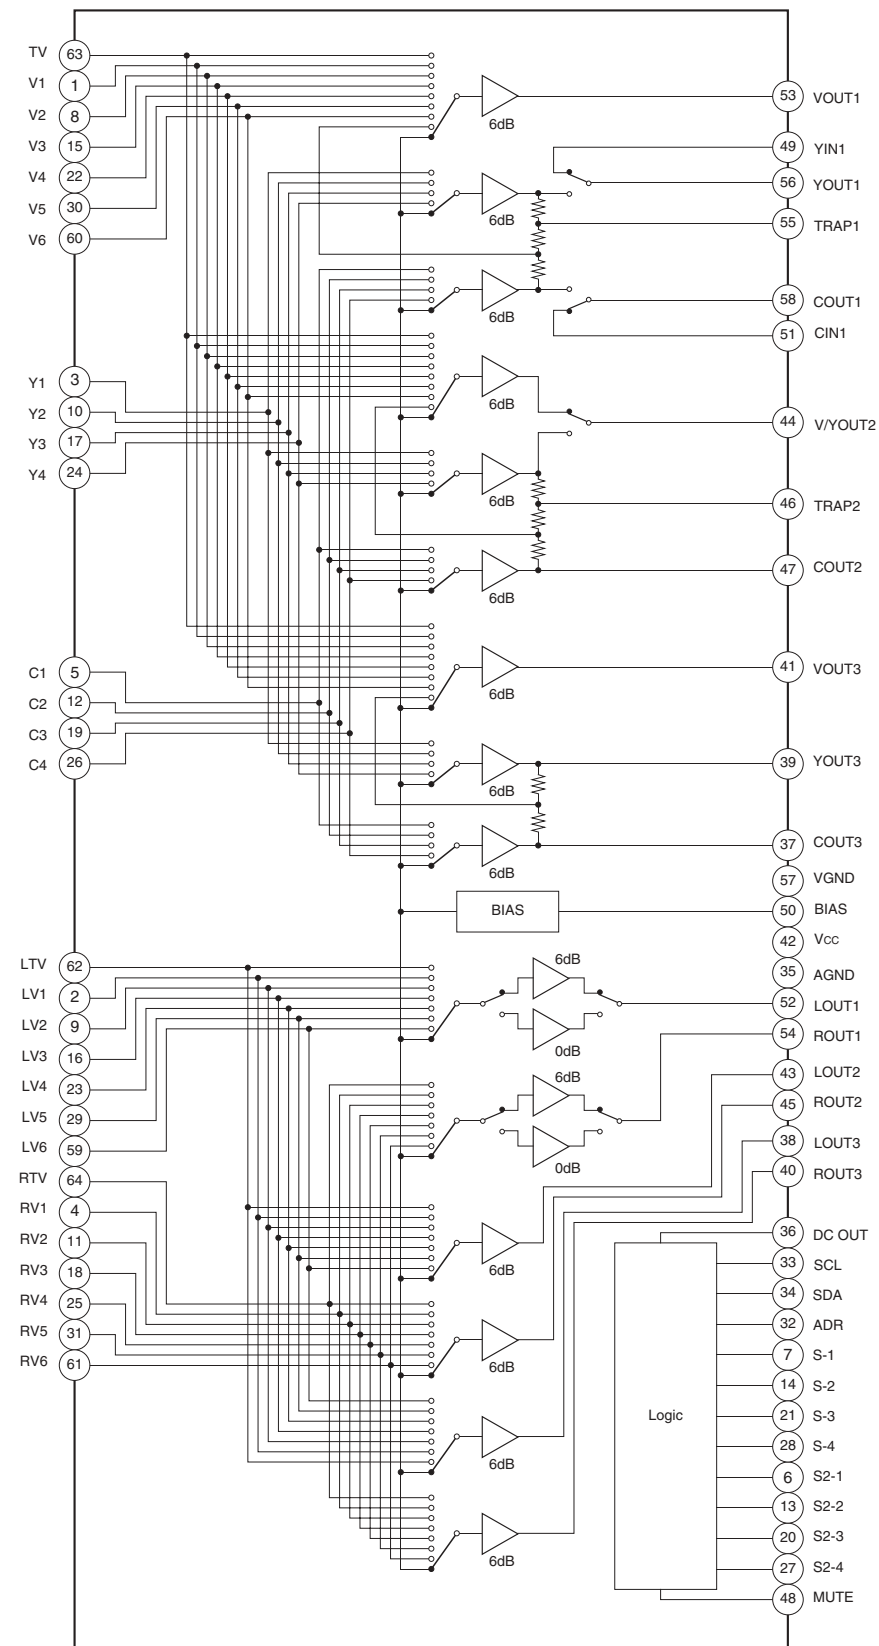 TV 63
V1 1
V2 8
V3 15
V4 22
V5 30
V6 60
Y1 3
Y2 10
Y3 17
Y4 24
C1 5
C2 12
C3 19
C4 26
LTV 62
LV1 2
LV2 9
LV3 16
LV4 23
LV5 29
LV6 59
RTV 64
RV1 4
RV2 11
RV3 18
RV4 25
RV5 31
RV6 61
6dB
6dB
6dB
6dB
6dB
6dB
6dB
6dB
6dB
BIAS
6dB
0dB
6dB
0dB
6dB
6dB
6dB
6dB
Logic
53 VOUT1
49 YIN1
56 YOUT1
55 TRAP1
58 COUT1
51 CIN1
44 V/YOUT2
46 TRAP2
47 COUT2
41 VOUT3
39 YOUT3
37 COUT3
57 VGND
50 BIAS
42 Vcc
35 AGND
52 LOUT1
54 ROUT1
43 LOUT2
45 ROUT2
38 LOUT3
40 ROUT3
36 DC OUT
33 SCL
34 SDA
32 ADR
7 S-1
14 S-2
21 S-3
28 S-4
6 S2-1
13 S2-2
20 S2-3
27 S2-4
48 MUTE